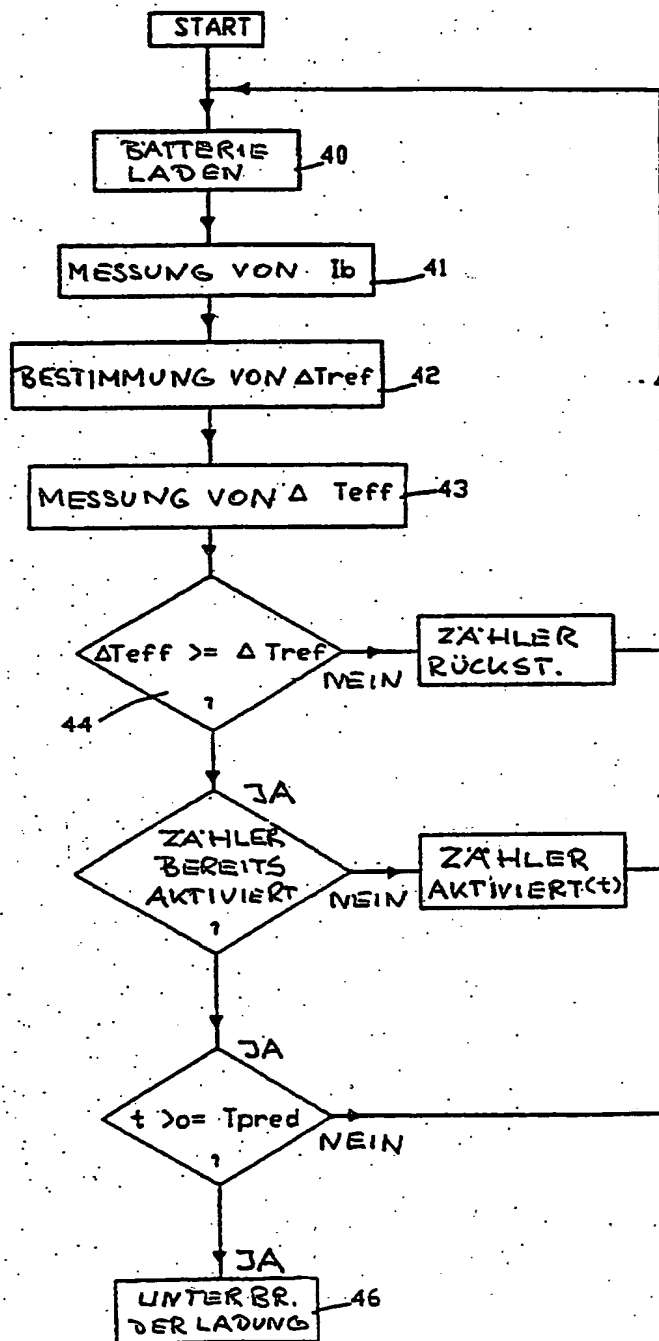 START
BATTERIE
LADEN
40
MESSUNG VON Ib
41
BESTIMMUNG VON ΔTref
42
MESSUNG VON Δ Teff
43
ΔTeff >= Δ Tref
?
44
NEIN
ZÄHLER
RÜCKST.
JA
ZÄHLER
BEREITS
AKTIVIERT
?
NEIN
ZÄHLER
AKTIVIERT(t)
JA
t >o= Tpred
?
NEIN
JA
UNTERBR.
DER LADUNG
46